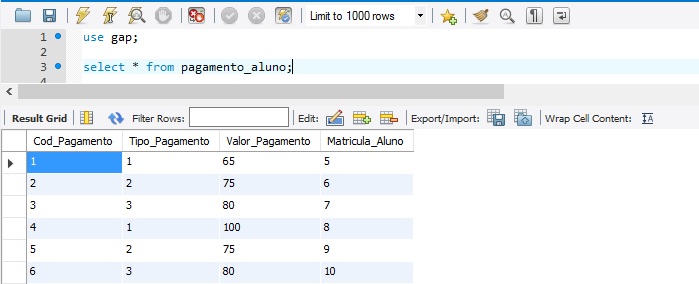 Limit to 1000 rows
1 use gap;
2
3 select * from pagamento_aluno;
4
Result Grid Filter Rows: Edit: Export/Import: Wrap Cell Content: IA
Cod_Pagamento Tipo_Pagamento Valor_Pagamento Matricula_Aluno
1 1 65 5
2 2 75 6
3 3 80 7
4 1 100 8
5 2 75 9
6 3 80 10